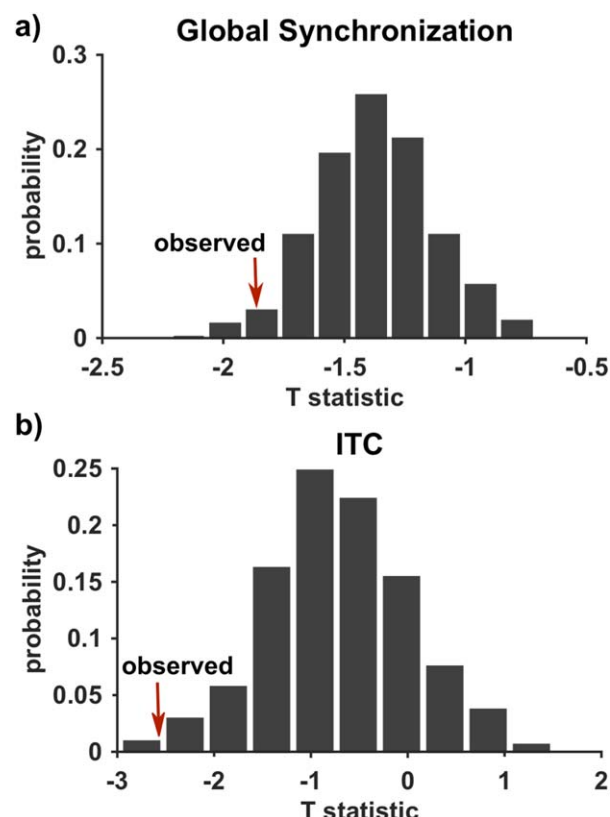 a)
Global Synchronization
0.3
0.2
0.1
0
probability
observed
-2.5 -2 -1.5 -1 -0.5
T statistic
b)
ITC
0.25
0.2
0.15
0.1
0.05
0
probability
observed
-3 -2 -1 0 1 2
T statistic